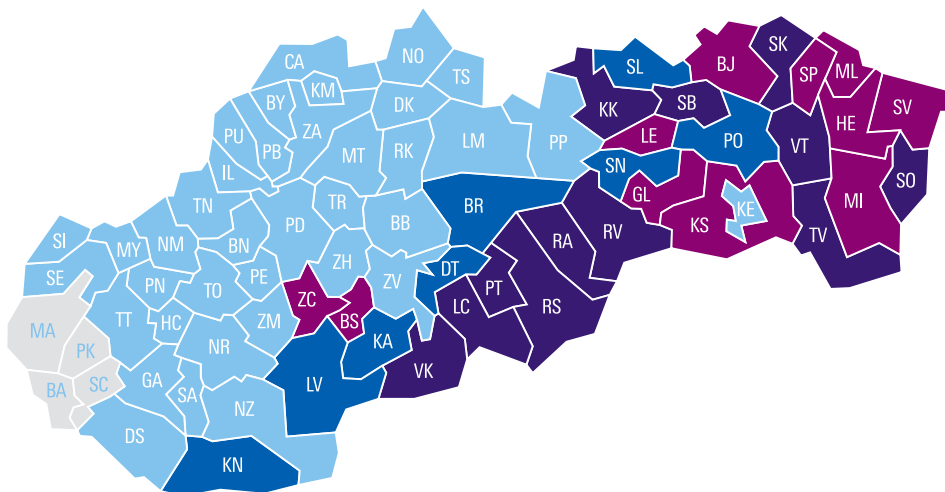 CA
NO
TS
KM
BY
DK
ZA
PU
PB
IL
MT
RK
LM
PP
KK
SL
BJ
SK
SP
ML
SB
SV
HE
LE
PO
VT
SN
GL
KS
KE
SO
MI
TV
TN
PD
TR
BB
BR
RA
RV
SI
MY
NM
BN
SE
PN
TO
PE
ZH
ZV
DT
PT
ZC
BS
LC
RS
MA
TT
HC
ZM
PK
NR
KA
VK
BA
SC
GA
SA
LV
NZ
DS
KN